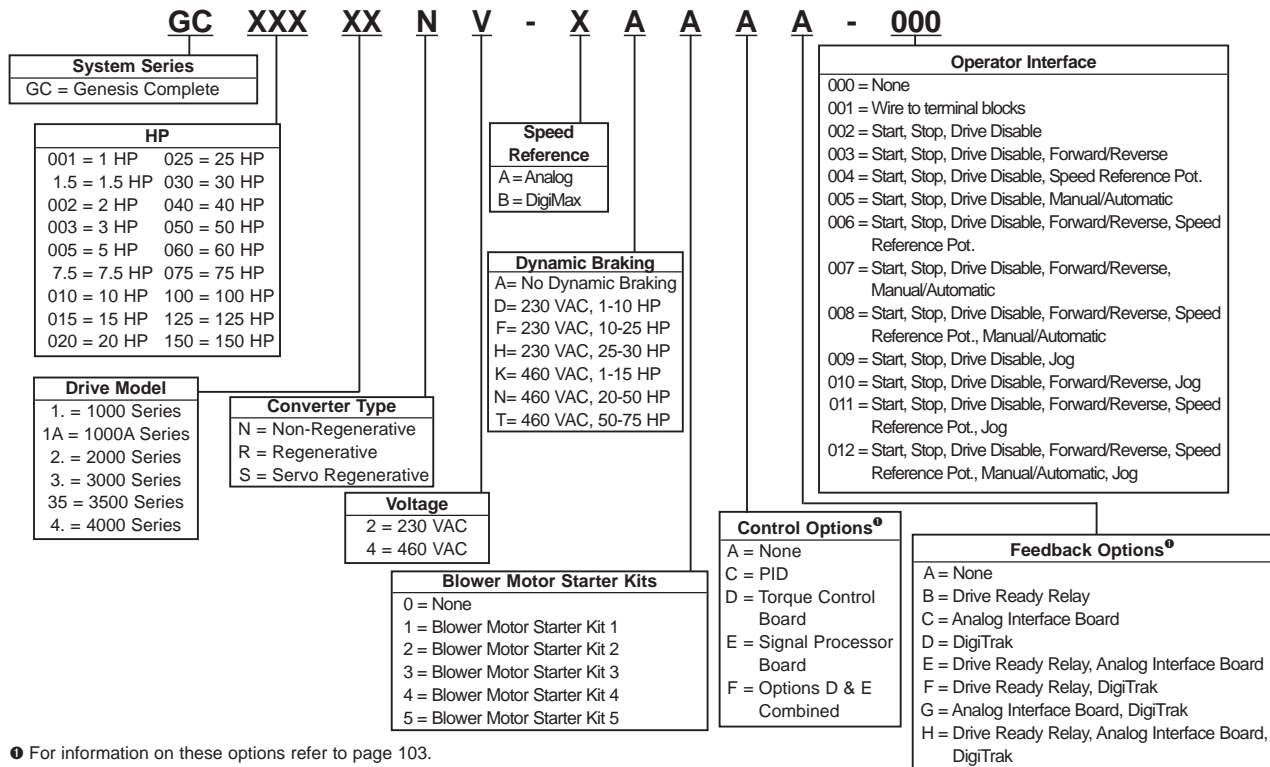 GC XXX XX N V - X A A A A - 000
System Series
GC = Genesis Complete
HP
001 = 1 HP 025 = 25 HP
1.5 = 1.5 HP 030 = 30 HP
002 = 2 HP 040 = 40 HP
003 = 3 HP 050 = 50 HP
005 = 5 HP 060 = 60 HP
7.5 = 7.5 HP 075 = 75 HP
010 = 10 HP 100 = 100 HP
015 = 15 HP 125 = 125 HP
020 = 20 HP 150 = 150 HP
Drive Model
1. = 1000 Series
1A = 1000A Series
2. = 2000 Series
3. = 3000 Series
35 = 3500 Series
4. = 4000 Series
Converter Type
N = Non-Regenerative
R = Regenerative
S = Servo Regenerative
Voltage
2 = 230 VAC
4 = 460 VAC
Speed
Reference
A = Analog
B = DigiMax
Dynamic Braking
A= No Dynamic Braking
D= 230 VAC, 1-10 HP
F= 230 VAC, 10-25 HP
H= 230 VAC, 25-30 HP
K= 460 VAC, 1-15 HP
N= 460 VAC, 20-50 HP
T= 460 VAC, 50-75 HP
Blower Motor Starter Kits
0 = None
1 = Blower Motor Starter Kit 1
2 = Blower Motor Starter Kit 2
3 = Blower Motor Starter Kit 3
4 = Blower Motor Starter Kit 4
5 = Blower Motor Starter Kit 5
Control Options❶
A = None
C = PID
D = Torque Control
Board
E = Signal Processor
Board
F = Options D & E
Combined
Feedback Options❶
A = None
B = Drive Ready Relay
C = Analog Interface Board
D = DigiTrak
E = Drive Ready Relay, Analog Interface Board
F = Drive Ready Relay, DigiTrak
G = Analog Interface Board, DigiTrak
H = Drive Ready Relay, Analog Interface Board,
DigiTrak
Operator Interface
000 = None
001 = Wire to terminal blocks
002 = Start, Stop, Drive Disable
003 = Start, Stop, Drive Disable, Forward/Reverse
004 = Start, Stop, Drive Disable, Speed Reference Pot.
005 = Start, Stop, Drive Disable, Manual/Automatic
006 = Start, Stop, Drive Disable, Forward/Reverse, Speed
Reference Pot.
007 = Start, Stop, Drive Disable, Forward/Reverse,
Manual/Automatic
008 = Start, Stop, Drive Disable, Forward/Reverse, Speed
Reference Pot., Manual/Automatic
009 = Start, Stop, Drive Disable, Jog
010 = Start, Stop, Drive Disable, Forward/Reverse, Jog
011 = Start, Stop, Drive Disable, Forward/Reverse, Speed
Reference Pot., Jog
012 = Start, Stop, Drive Disable, Forward/Reverse, Speed
Reference Pot., Manual/Automatic, Jog
❶ For information on these options refer to page 103.